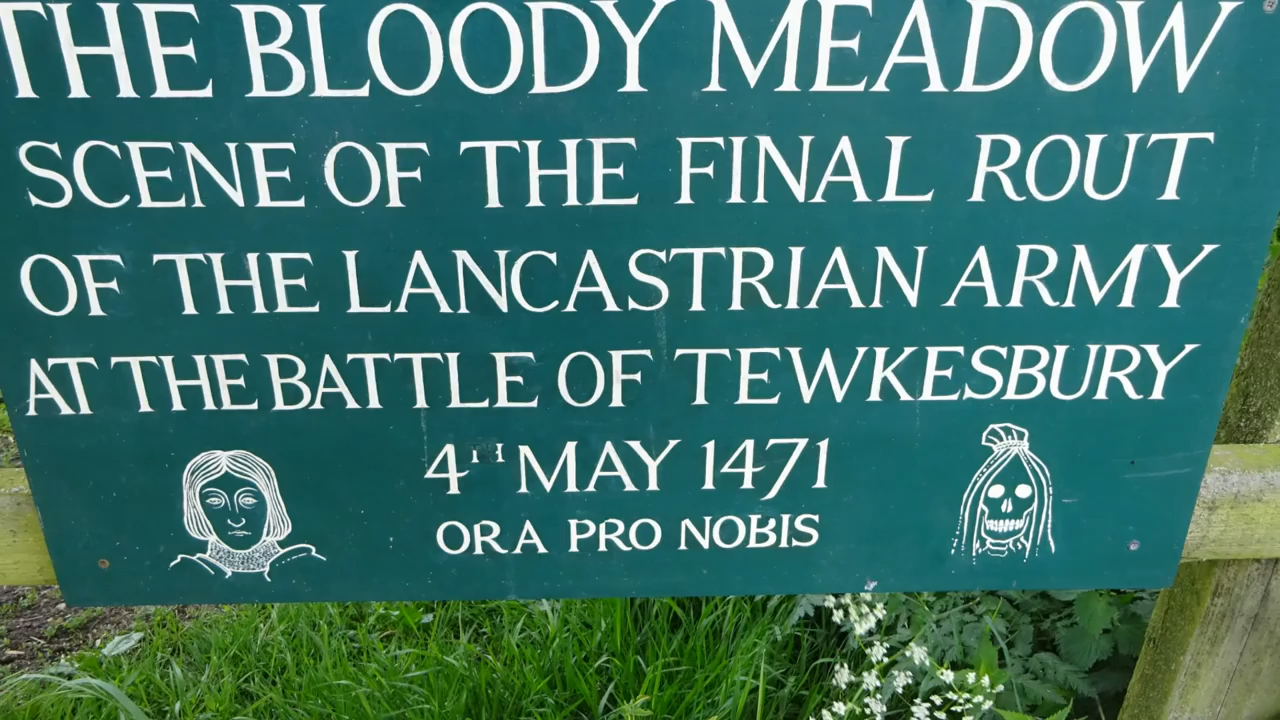 THE BLOODY MEADOW
SCENE OF THE FINAL ROUT
OF THE LANCASTRIAN ARMY
AT THE BATTLE OF TEWKESBURY
4TH MAY 1471
ORA PRO NOBIS